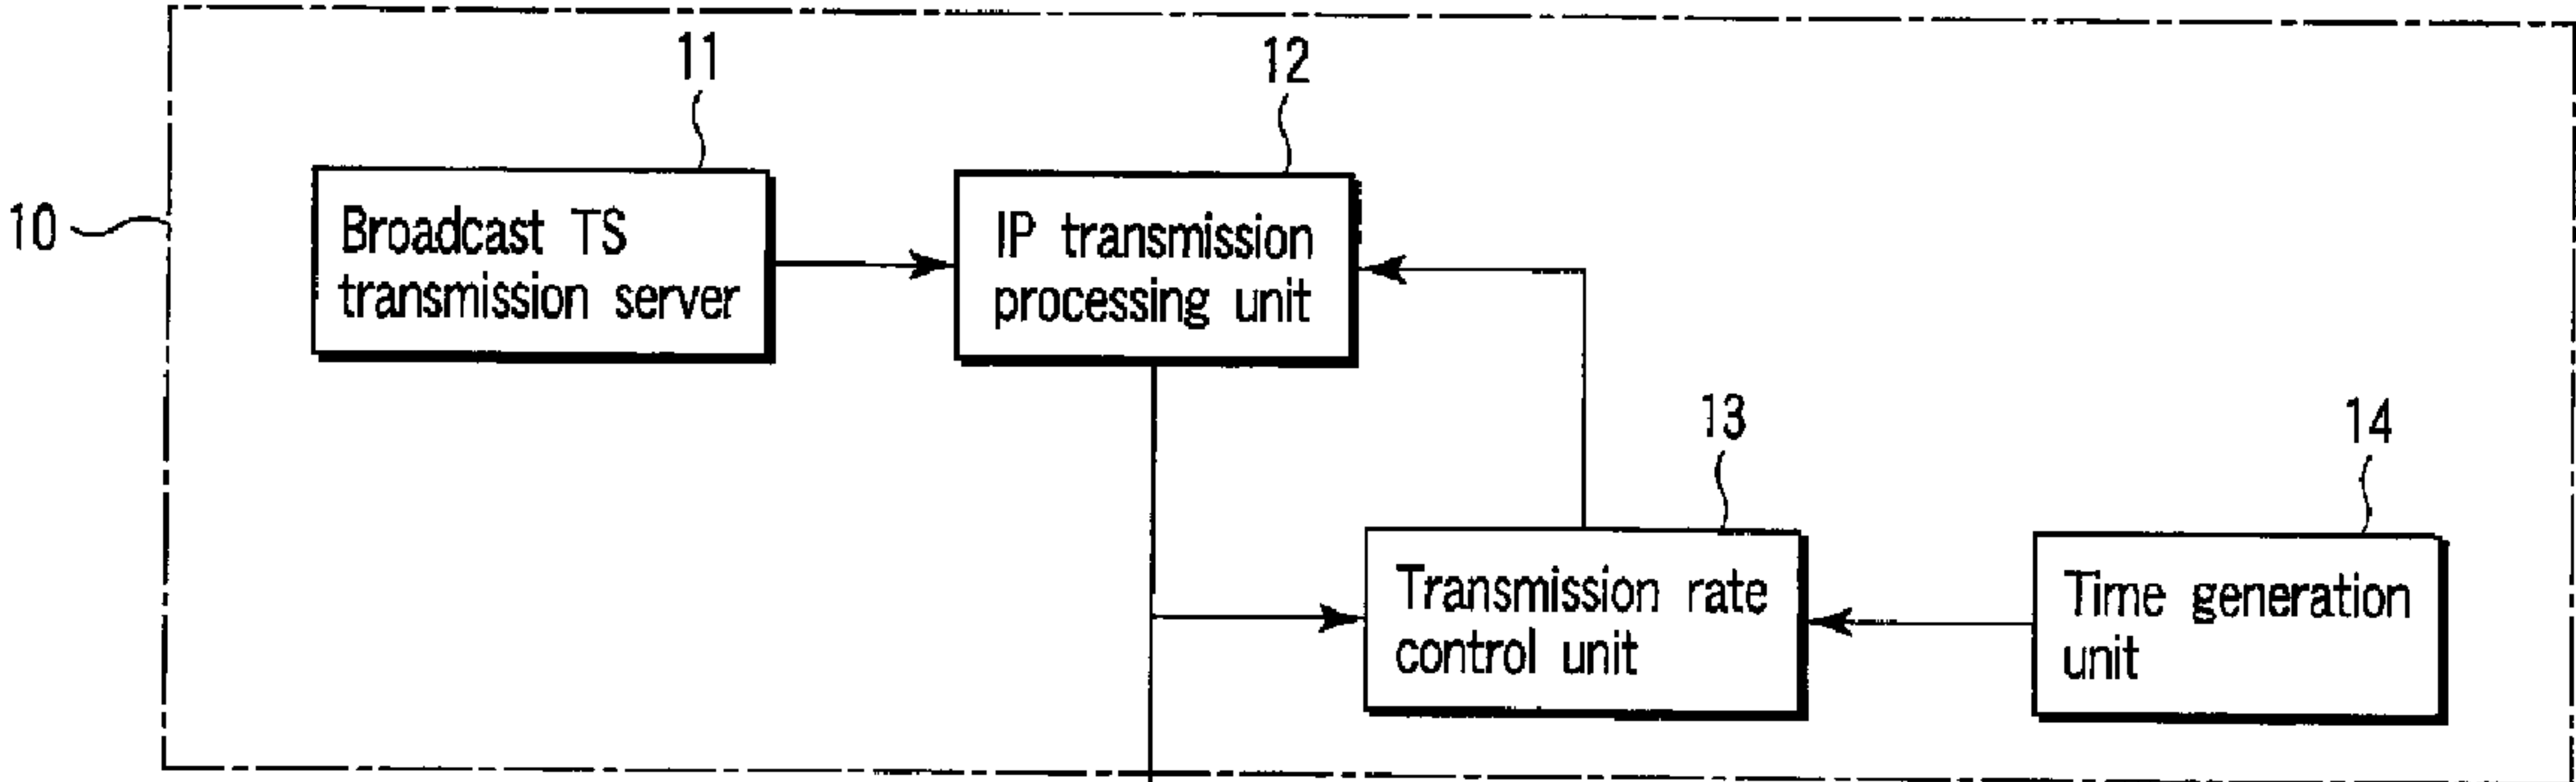 11
12
10
Broadcast TS
transmission server
IP transmission
processing unit
13
14
Transmission rate
control unit
Time generation
unit